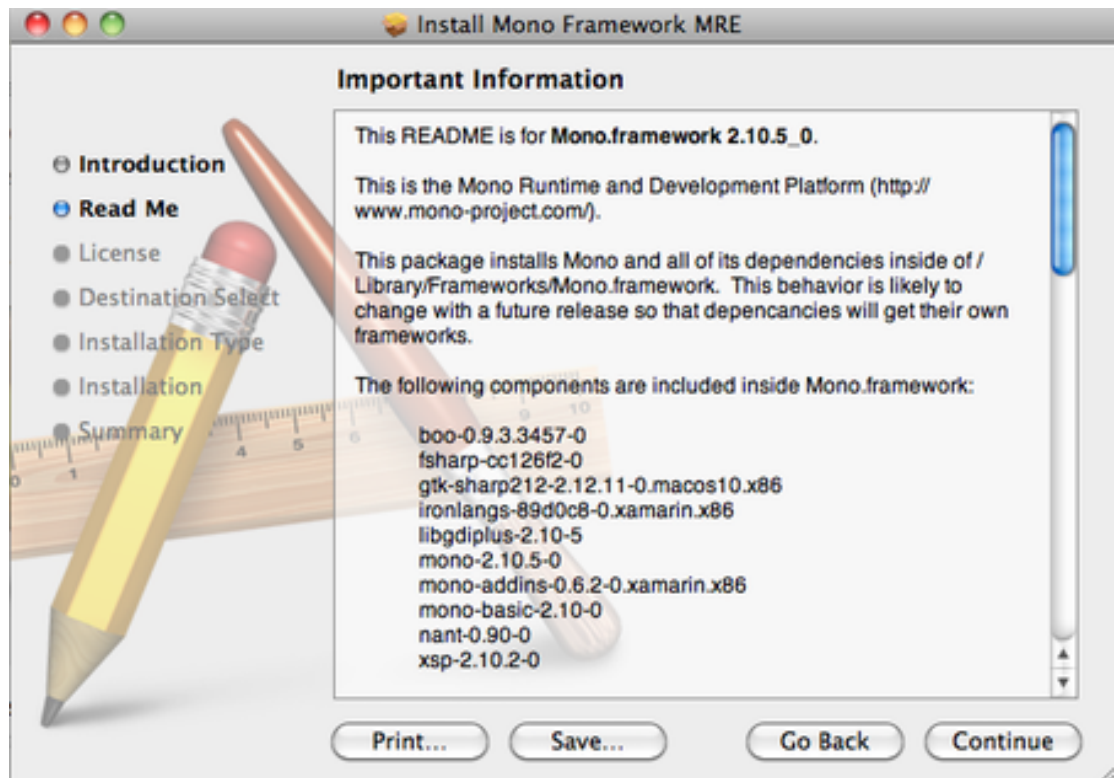 Install Mono Framework MRE
Important Information
Introduction
Read Me
License
Destination Select
Installation Type
Installation
Summary
This README is for Mono.framework 2.10.5_0.
This is the Mono Runtime and Development Platform (http://
www.mono-project.com/).
This package installs Mono and all of its dependencies inside of /
Library/Frameworks/Mono.framework.  This behavior is likely to
change with a future release so that depencancies will get their own
frameworks.
The following components are included inside Mono.framework:
boo-0.9.3.3457-0
fsharp-cc126f2-0
gtk-sharp212-2.12.11-0.macos10.x86
ironlangs-89d0c8-0.xamarin.x86
libgdiplus-2.10-5
mono-2.10.5-0
mono-addins-0.6.2-0.xamarin.x86
mono-basic-2.10-0
nant-0.90-0
xsp-2.10.2-0
0 1 4 5 6 9 10
Print...
Save...
Go Back
Continue